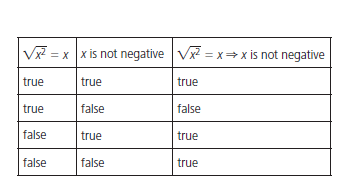 √x² = x x is not negative √x² = x ⇒ x is not negative
true true true
true false false
false true true
false false true